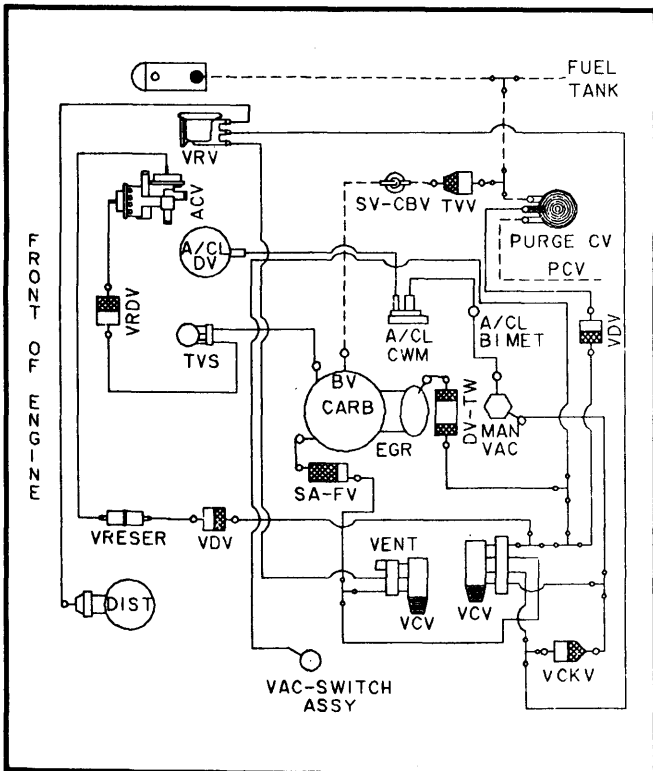 FUEL
TANK
VRV
SV-CBV
TVV
ACV
PURGE CV
A/CL
DV
PCV
FRONT OF ENGINE
VRDV
A/CL
CWM
A/CL
BIMET
VDV
TVS
BV
CARB
EGR
DV-TW
MAN
VAC
SA-FV
VRESER
VDV
VENT
DIST
VCV
VCV
VCKV
VAC-SWITCH
ASSY